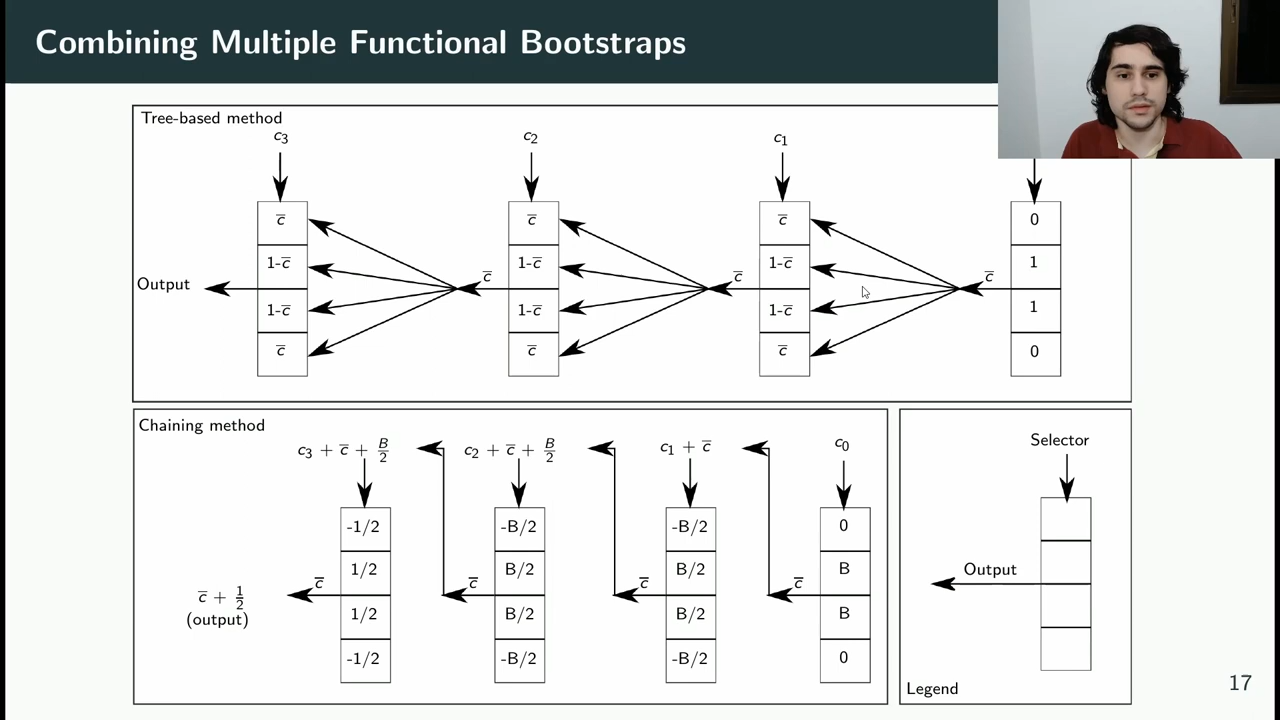 Combining Multiple Functional Bootstraps
Tree-based method
c3 c2 c1
c̅ c̅ c̅ 0
1-c̅ 1-c̅ 1-c̅ 1
Output c̅ c̅ c̅
1-c̅ 1-c̅ 1-c̅ 1
c̅ c̅ c̅ 0
Chaining method
c3 + c̅ + B/2 c2 + c̅ + B/2 c1 + c̅ c0
-1/2 -B/2 -B/2 0
1/2 B/2 B/2 B
c̅ c̅ c̅ c̅
c̅ + 1/2
(output)
1/2 B/2 B/2 B
-1/2 -B/2 -B/2 0
Selector
Output
Legend
17